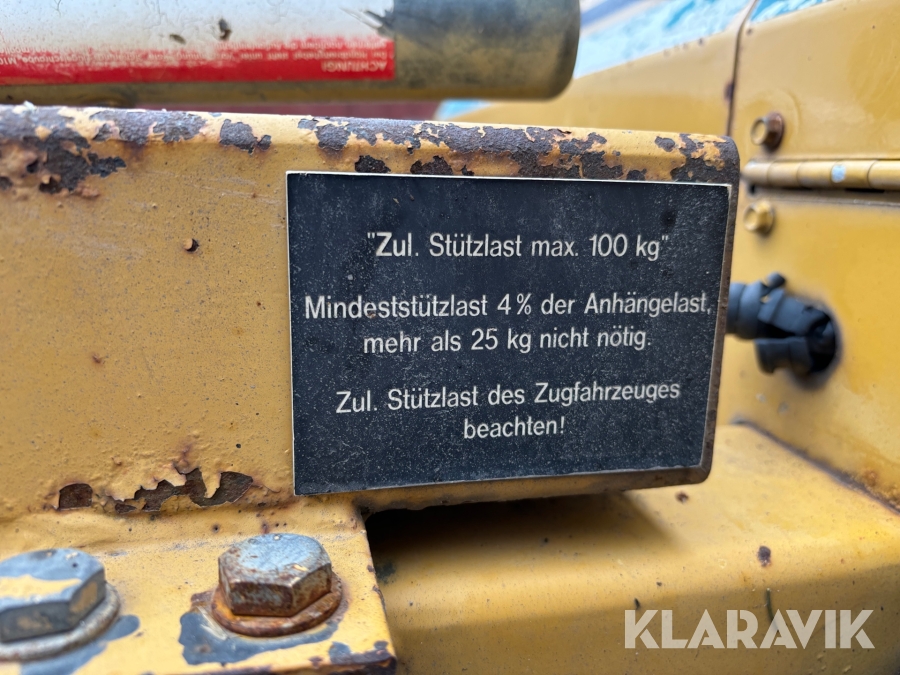 ACHTUNG!
"Zul. Stützlast max. 100 kg"
Mindeststützlast 4% der Anhängelast,
mehr als 25 kg nicht nötig.
Zul. Stützlast des Zugfahrzeuges
beachten!
KLARAVIK